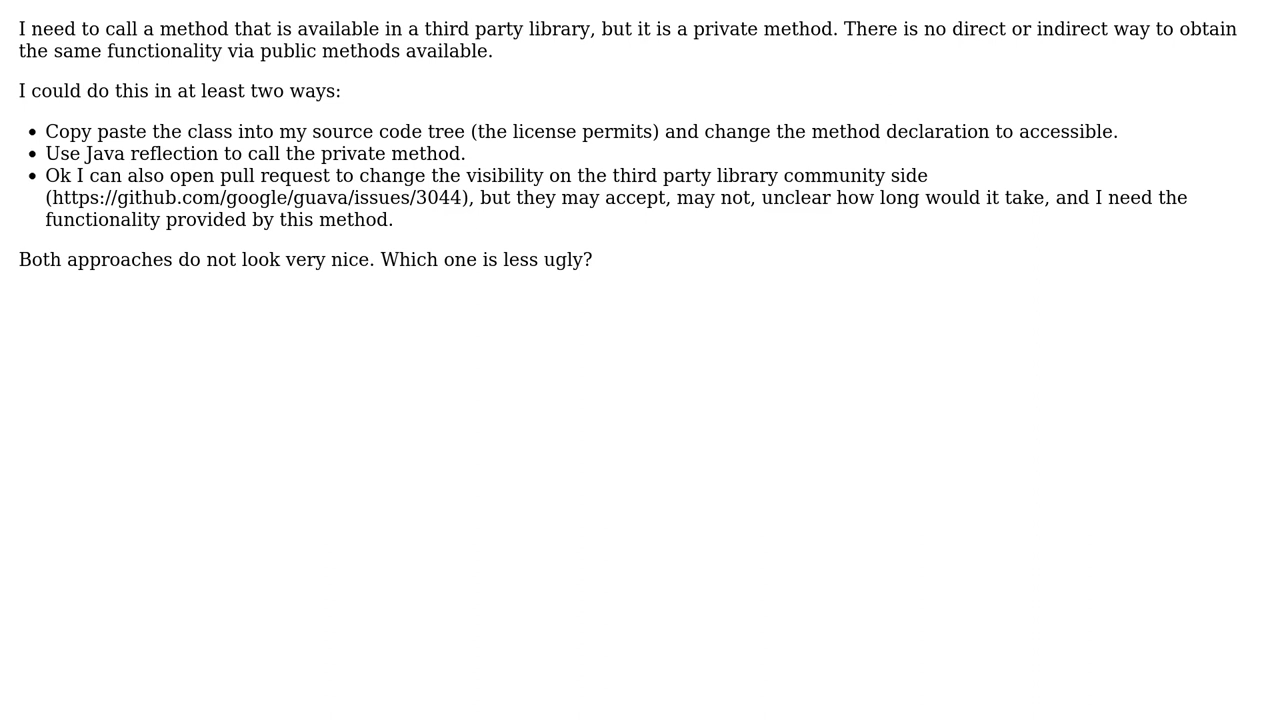 I need to call a method that is available in a third party library, but it is a private method. There is no direct or indirect way to obtain
the same functionality via public methods available.
I could do this in at least two ways:
• Copy paste the class into my source code tree (the license permits) and change the method declaration to accessible.
• Use Java reflection to call the private method.
• Ok I can also open pull request to change the visibility on the third party library community side
(https://github.com/google/guava/issues/3044), but they may accept, may not, unclear how long would it take, and I need the
functionality provided by this method.
Both approaches do not look very nice. Which one is less ugly?